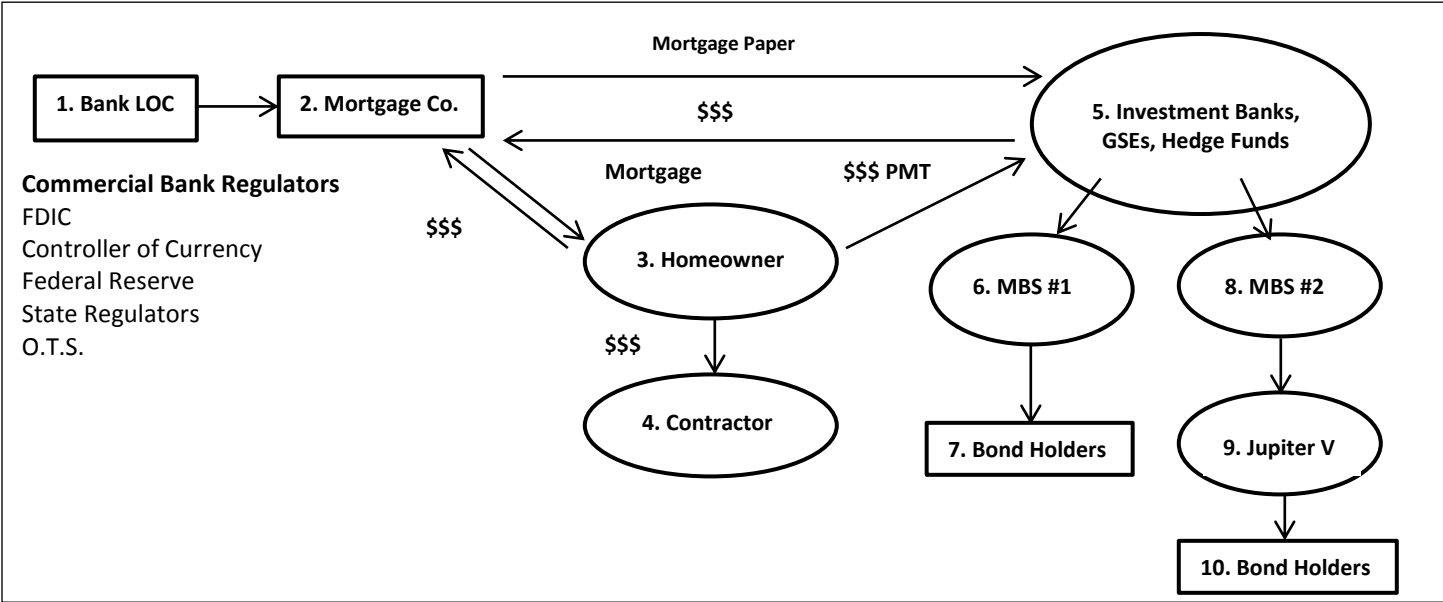 Mortgage Paper
1. Bank LOC
2. Mortgage Co.
$$$
5. Investment Banks,
GSEs, Hedge Funds
Commercial Bank Regulators
FDIC
Controller of Currency
Federal Reserve
State Regulators
O.T.S.
Mortgage
$$$ PMT
$$$
3. Homeowner
$$$
4. Contractor
6. MBS #1
7. Bond Holders
8. MBS #2
9. Jupiter V
10. Bond Holders